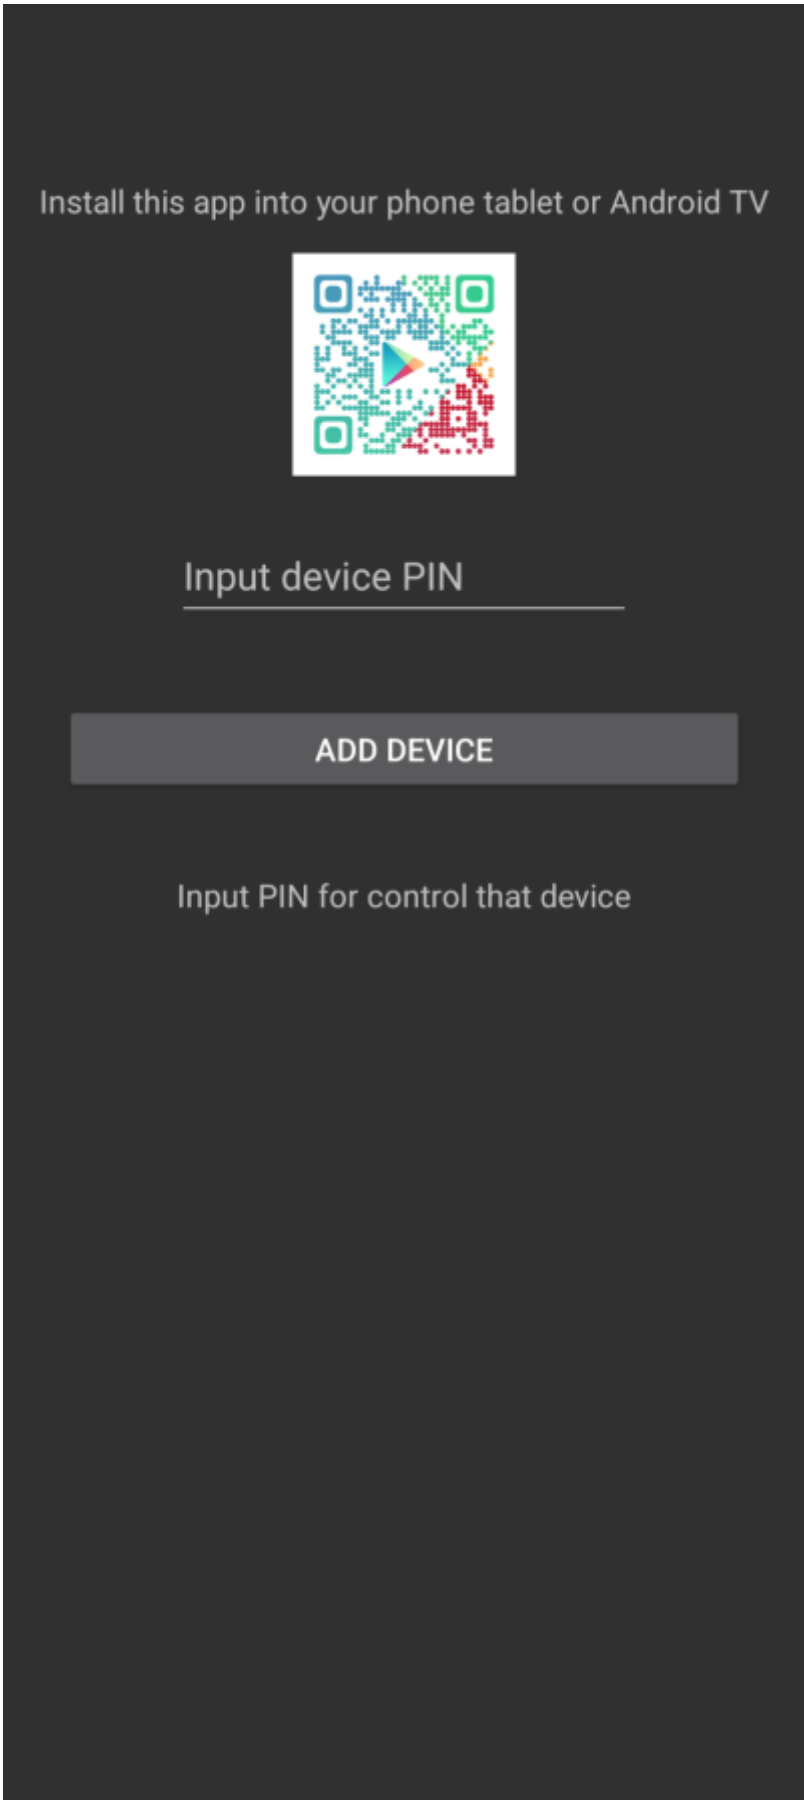 Install this app into your phone tablet or Android TV
Input device PIN
ADD DEVICE
Input PIN for control that device